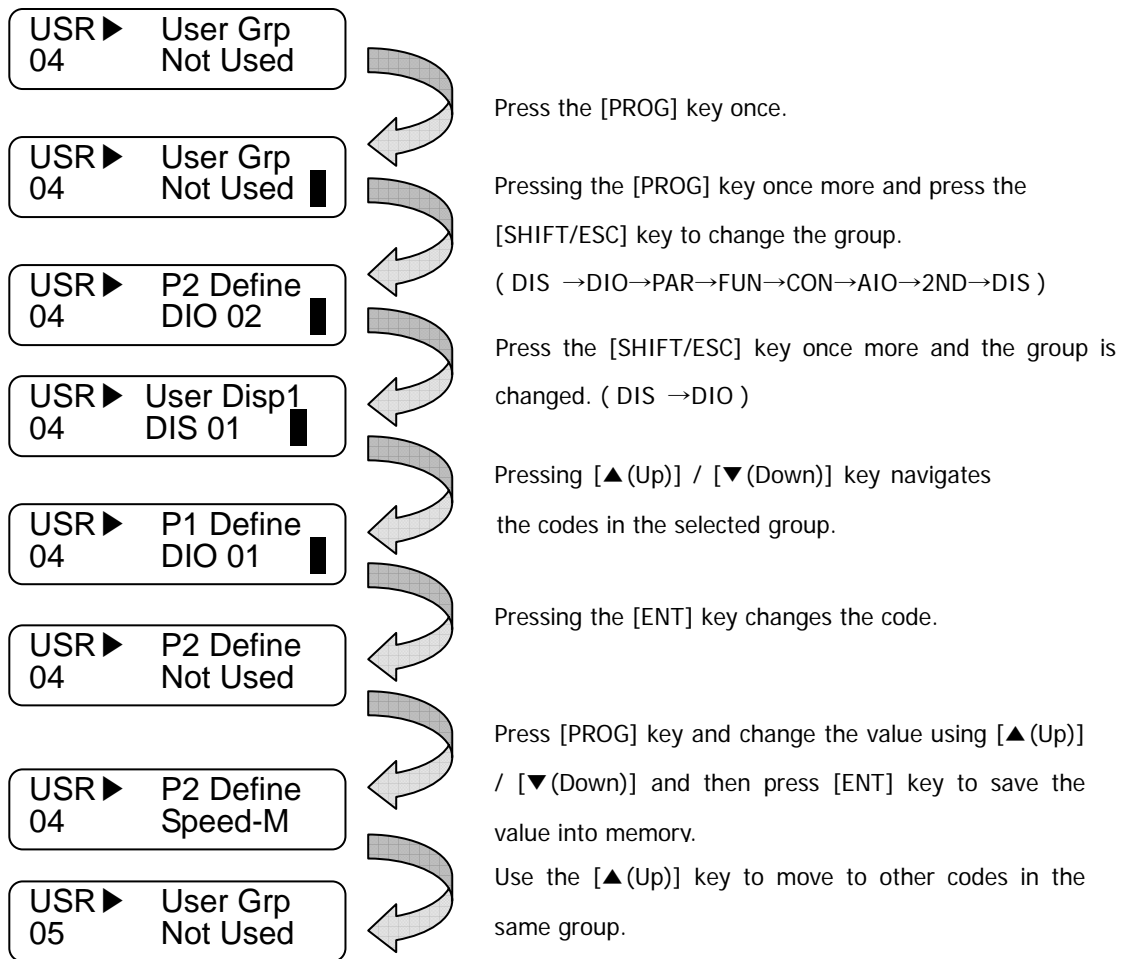 USR▶ User Grp
04 Not Used
Press the [PROG] key once.
USR▶ User Grp
04 Not Used
Pressing the [PROG] key once more and press the
[SHIFT/ESC] key to change the group.
( DIS →DIO→PAR→FUN→CON→AIO→2ND→DIS )
USR▶ P2 Define
04 DIO 02
Press the [SHIFT/ESC] key once more and the group is
changed. ( DIS →DIO )
USR▶ User Disp1
04 DIS 01
Pressing [▲(Up)] / [▼(Down)] key navigates
the codes in the selected group.
USR▶ P1 Define
04 DIO 01
Pressing the [ENT] key changes the code.
USR▶ P2 Define
04 Not Used
Press [PROG] key and change the value using [▲(Up)]
/ [▼(Down)] and then press [ENT] key to save the
value into memory.
USR▶ P2 Define
04 Speed-M
Use the [▲(Up)] key to move to other codes in the
same group.
USR▶ User Grp
05 Not Used